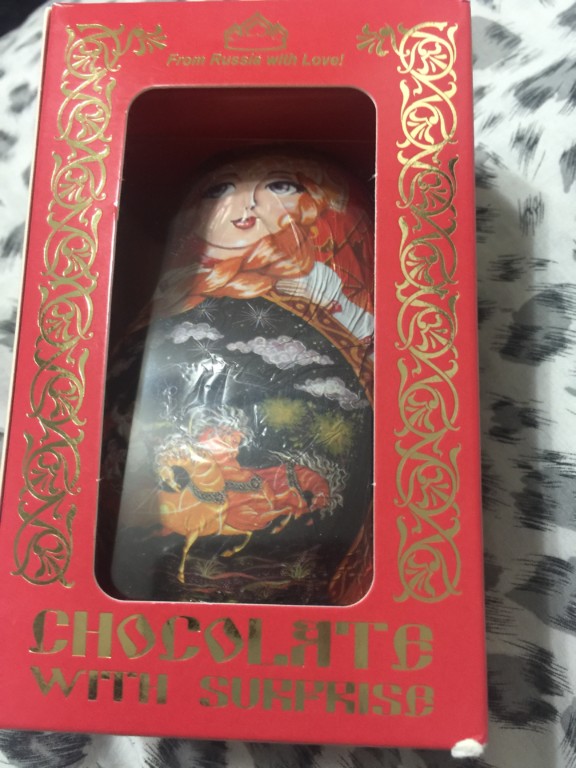 From Russia with Love!
CHOCOLATE
WITH SURPRISE